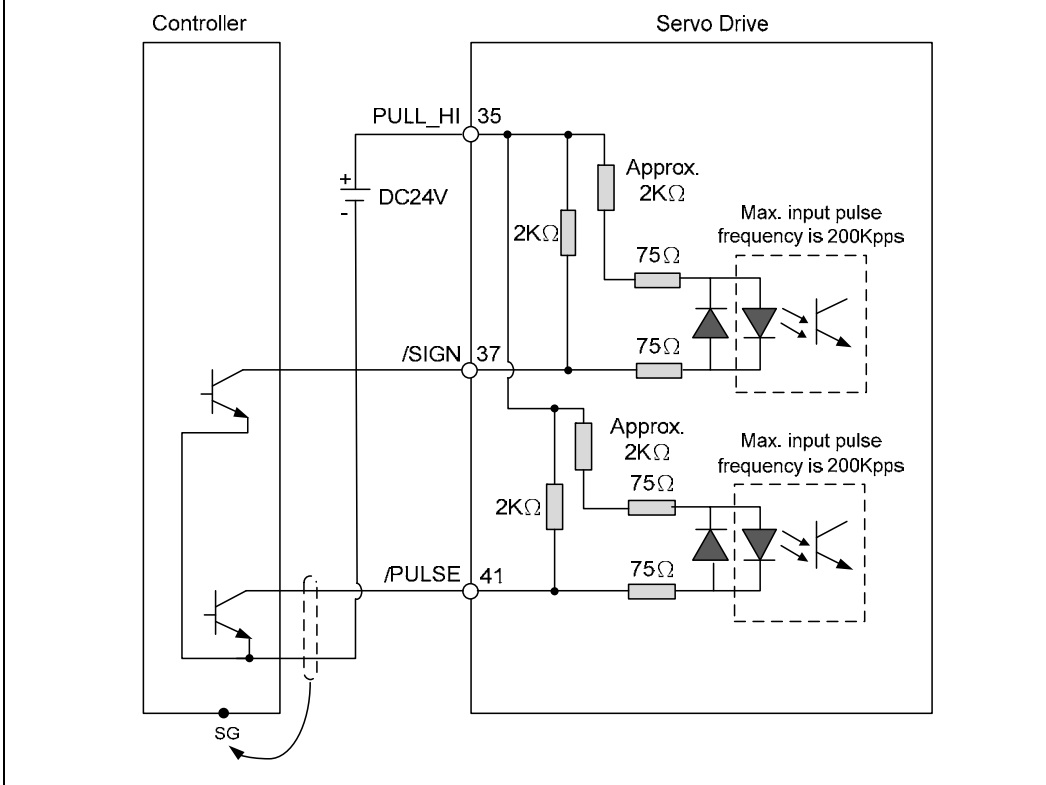 Controller
Servo Drive
PULL_HI
35
+
DC24V
-
Approx.
2KΩ
2KΩ
Max. input pulse
frequency is 200Kpps
75Ω
75Ω
/SIGN
37
Approx.
2KΩ
Max. input pulse
frequency is 200Kpps
75Ω
2KΩ
75Ω
/PULSE
41
SG